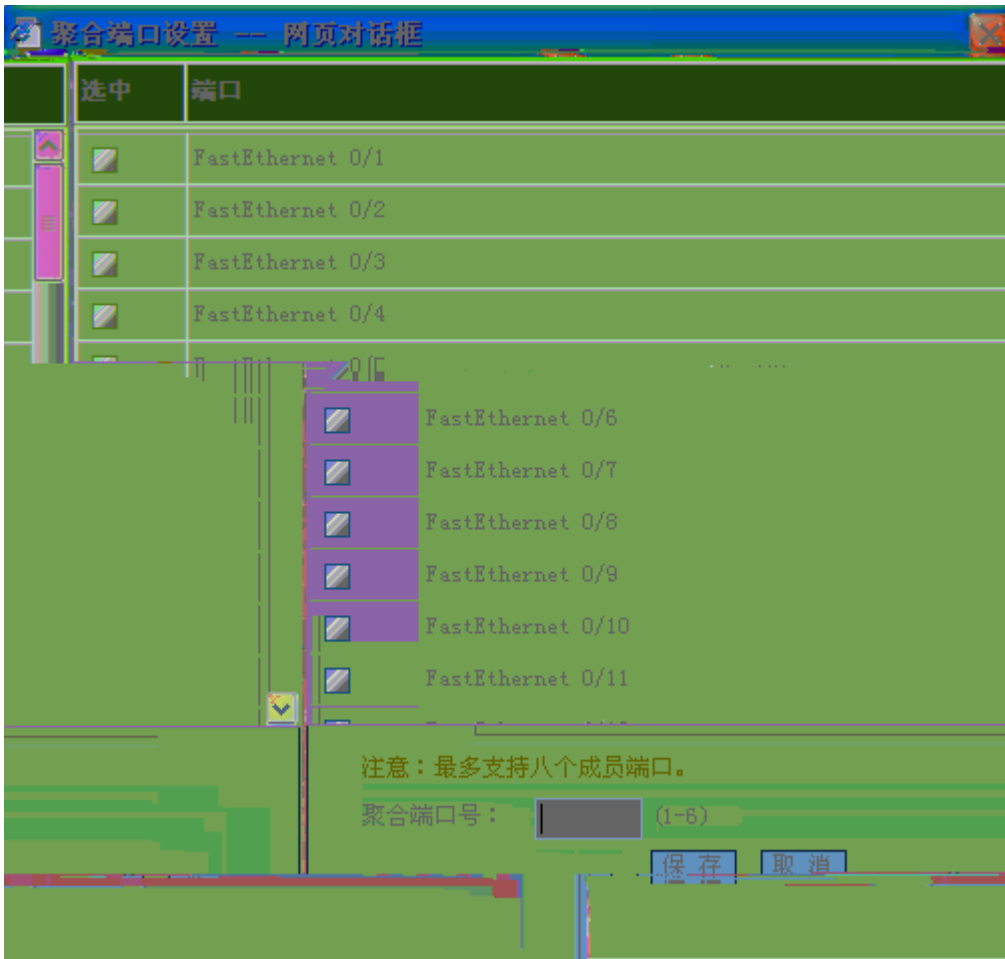 聚合端口设置 -- 网页对话框
选中 端口
FastEthernet 0/1
FastEthernet 0/2
FastEthernet 0/3
FastEthernet 0/4
FastEthernet 0/6
FastEthernet 0/7
FastEthernet 0/8
FastEthernet 0/9
FastEthernet 0/10
FastEthernet 0/11
注意：最多支持八个成员端口。
聚合端口号： (1-6)
保 存 取 消